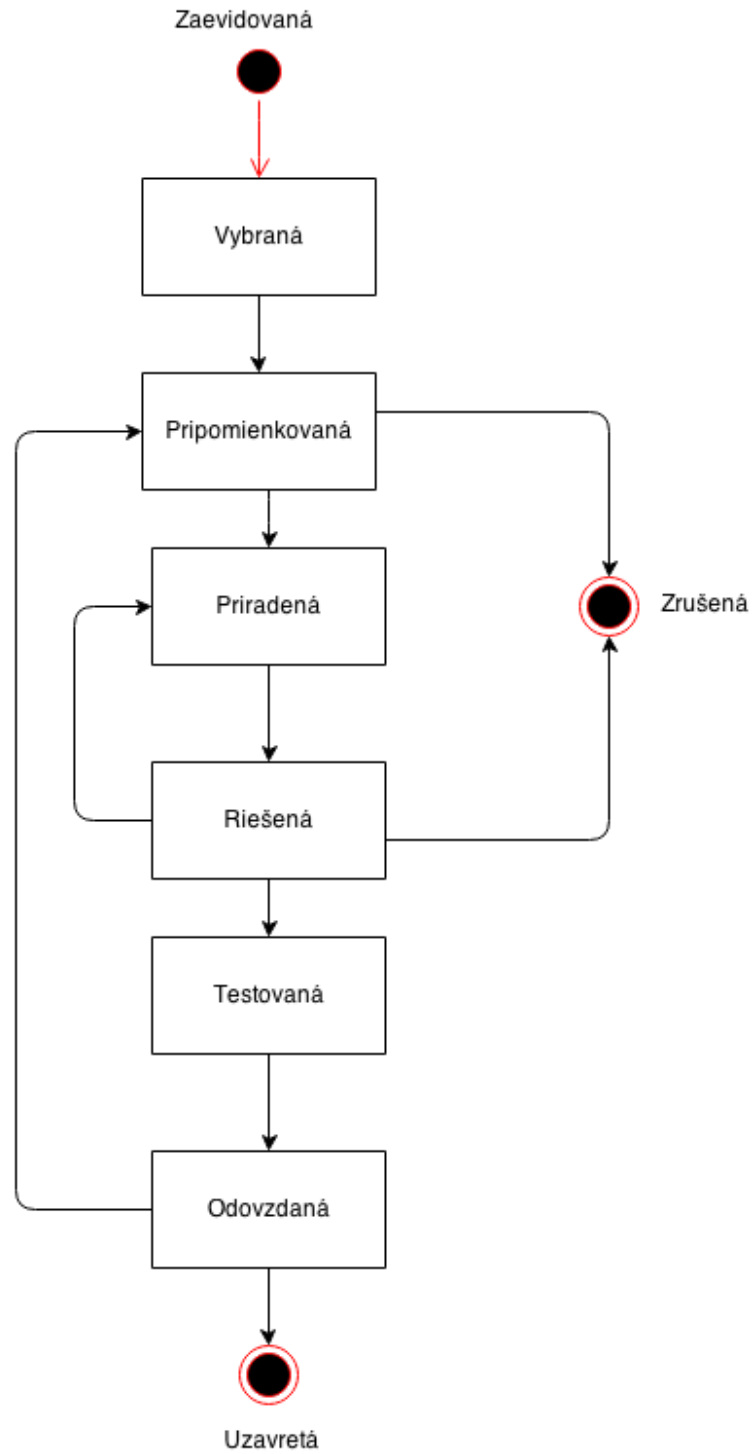 Zaevidovaná
Vybraná
Pripomienkovaná
Priradená
Zrušená
Riešená
Testovaná
Odovzdaná
Uzavretá